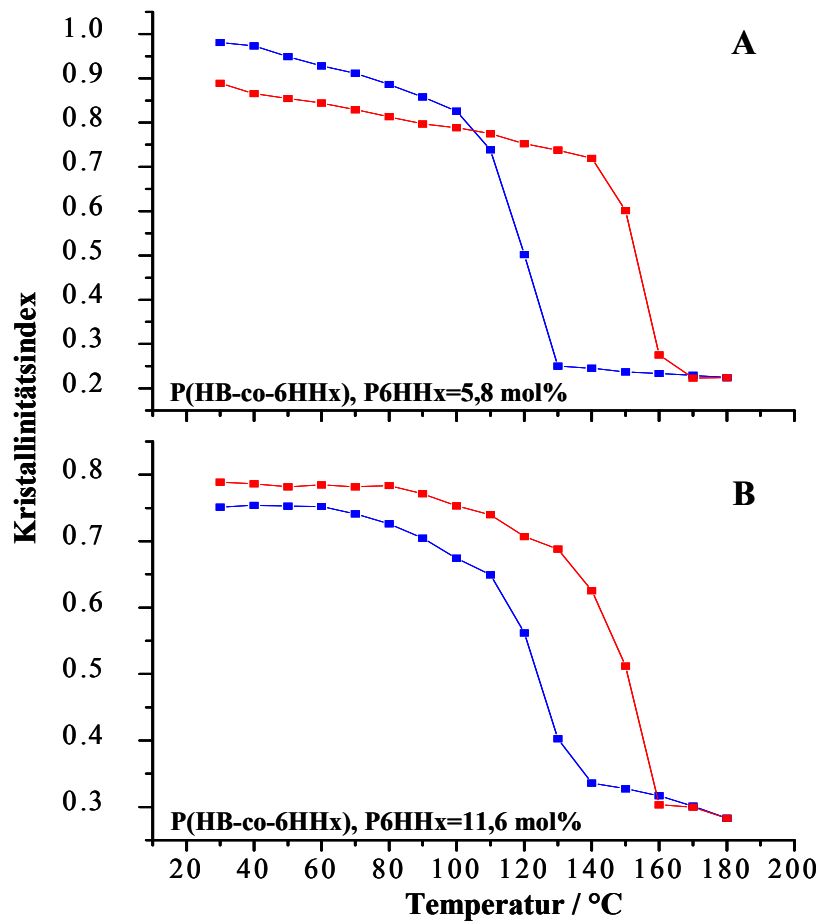 A
1.0
0.9
0.8
0.7
0.6
0.5
0.4
0.3
0.2
P(HB-co-6HHx), P6HHx=5,8 mol%
Kristallinitätsindex
B
0.8
0.7
0.6
0.5
0.4
0.3
P(HB-co-6HHx), P6HHx=11,6 mol%
20 40 60 80 100 120 140 160 180 200
Temperatur / °C